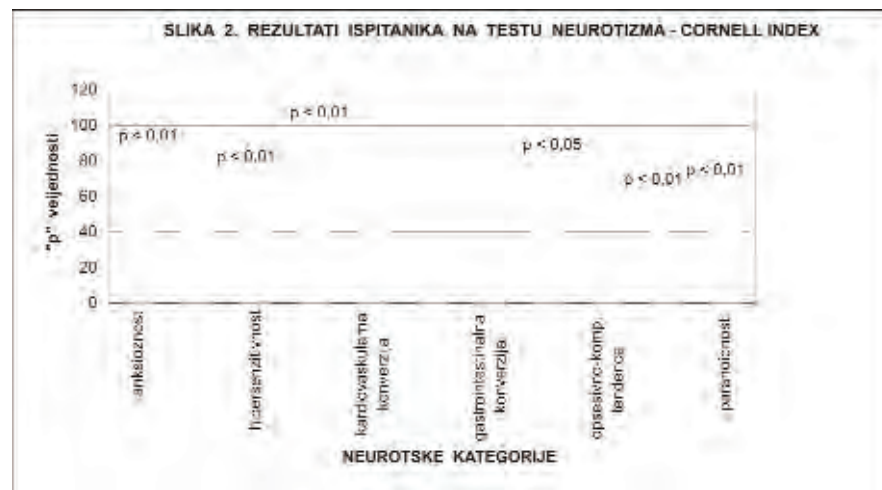 SLIKA 2. REZULTATI ISPITANIKA NA TESTU NEUROTIZMA - CORNELL INDEX
120
100
80
60
40
20
0
"p" veijednosti
p < 0,01
p < 0,01
p < 0,01
p < 0,05
p < 0,01
p < 0,01
anksioznost
hipersenzitivnost
kardiovaskularna
konverzija
gastrointestinalna
konverzija
opsesivno-komp.
tendence
paranoičnost
NEUROTSKE KATEGORIJE